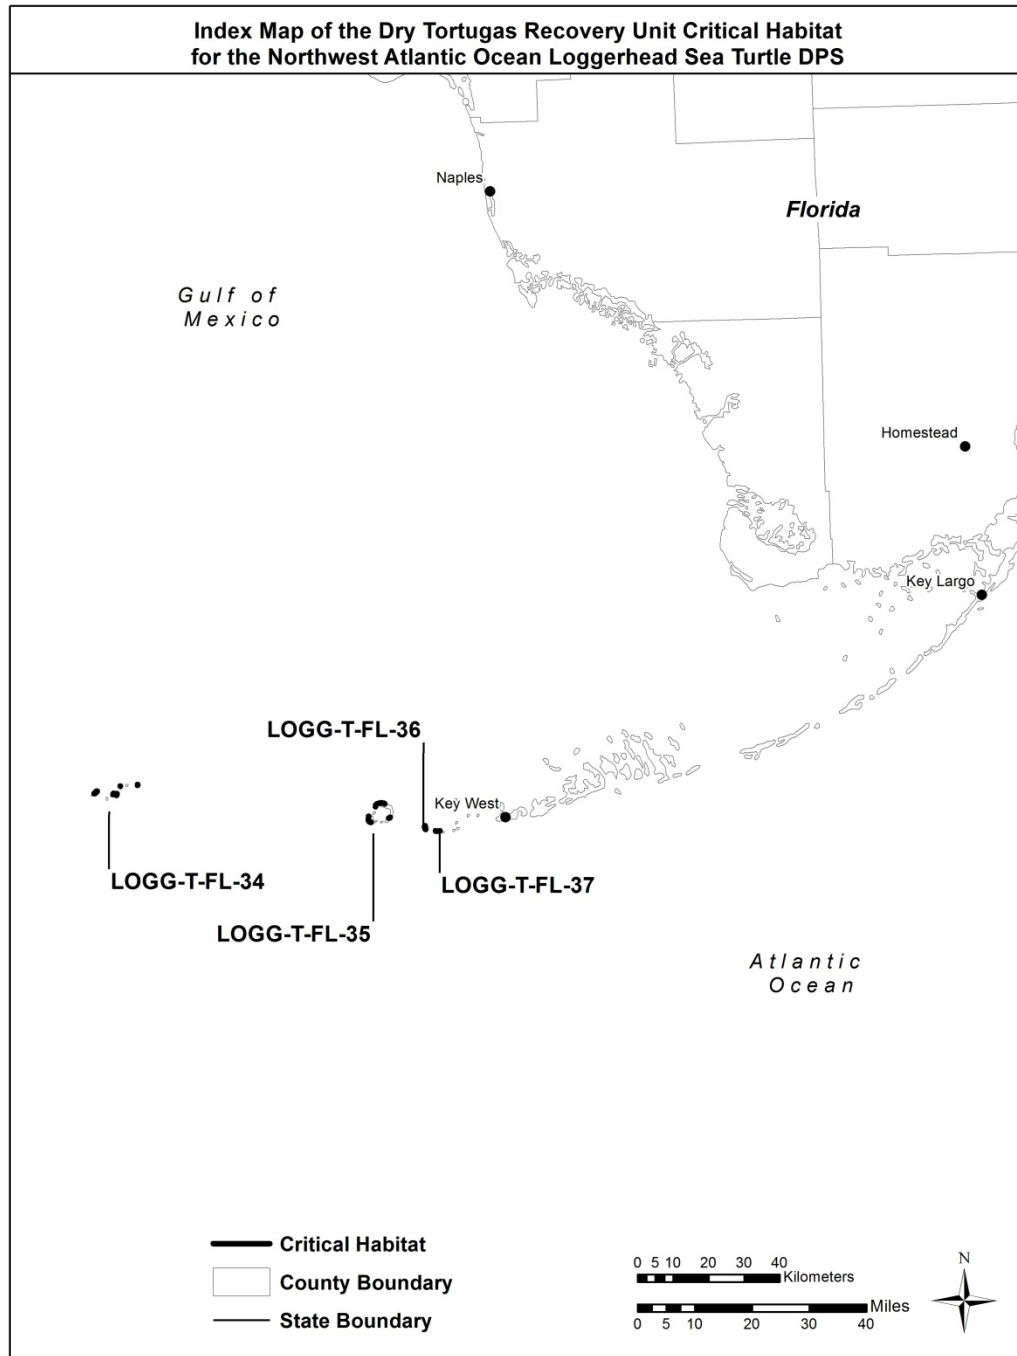 Index Map of the Dry Tortugas Recovery Unit Critical Habitat
for the Northwest Atlantic Ocean Loggerhead Sea Turtle DPS
Naples
Florida
Gulf of
Mexico
Homestead
Key Largo
LOGG-T-FL-36
Key West
LOGG-T-FL-34
LOGG-T-FL-37
LOGG-T-FL-35
Atlantic
Ocean
Critical Habitat
County Boundary
State Boundary
0 5 10 20 30 40
Kilometers
Miles
0 5 10 20 30 40
N